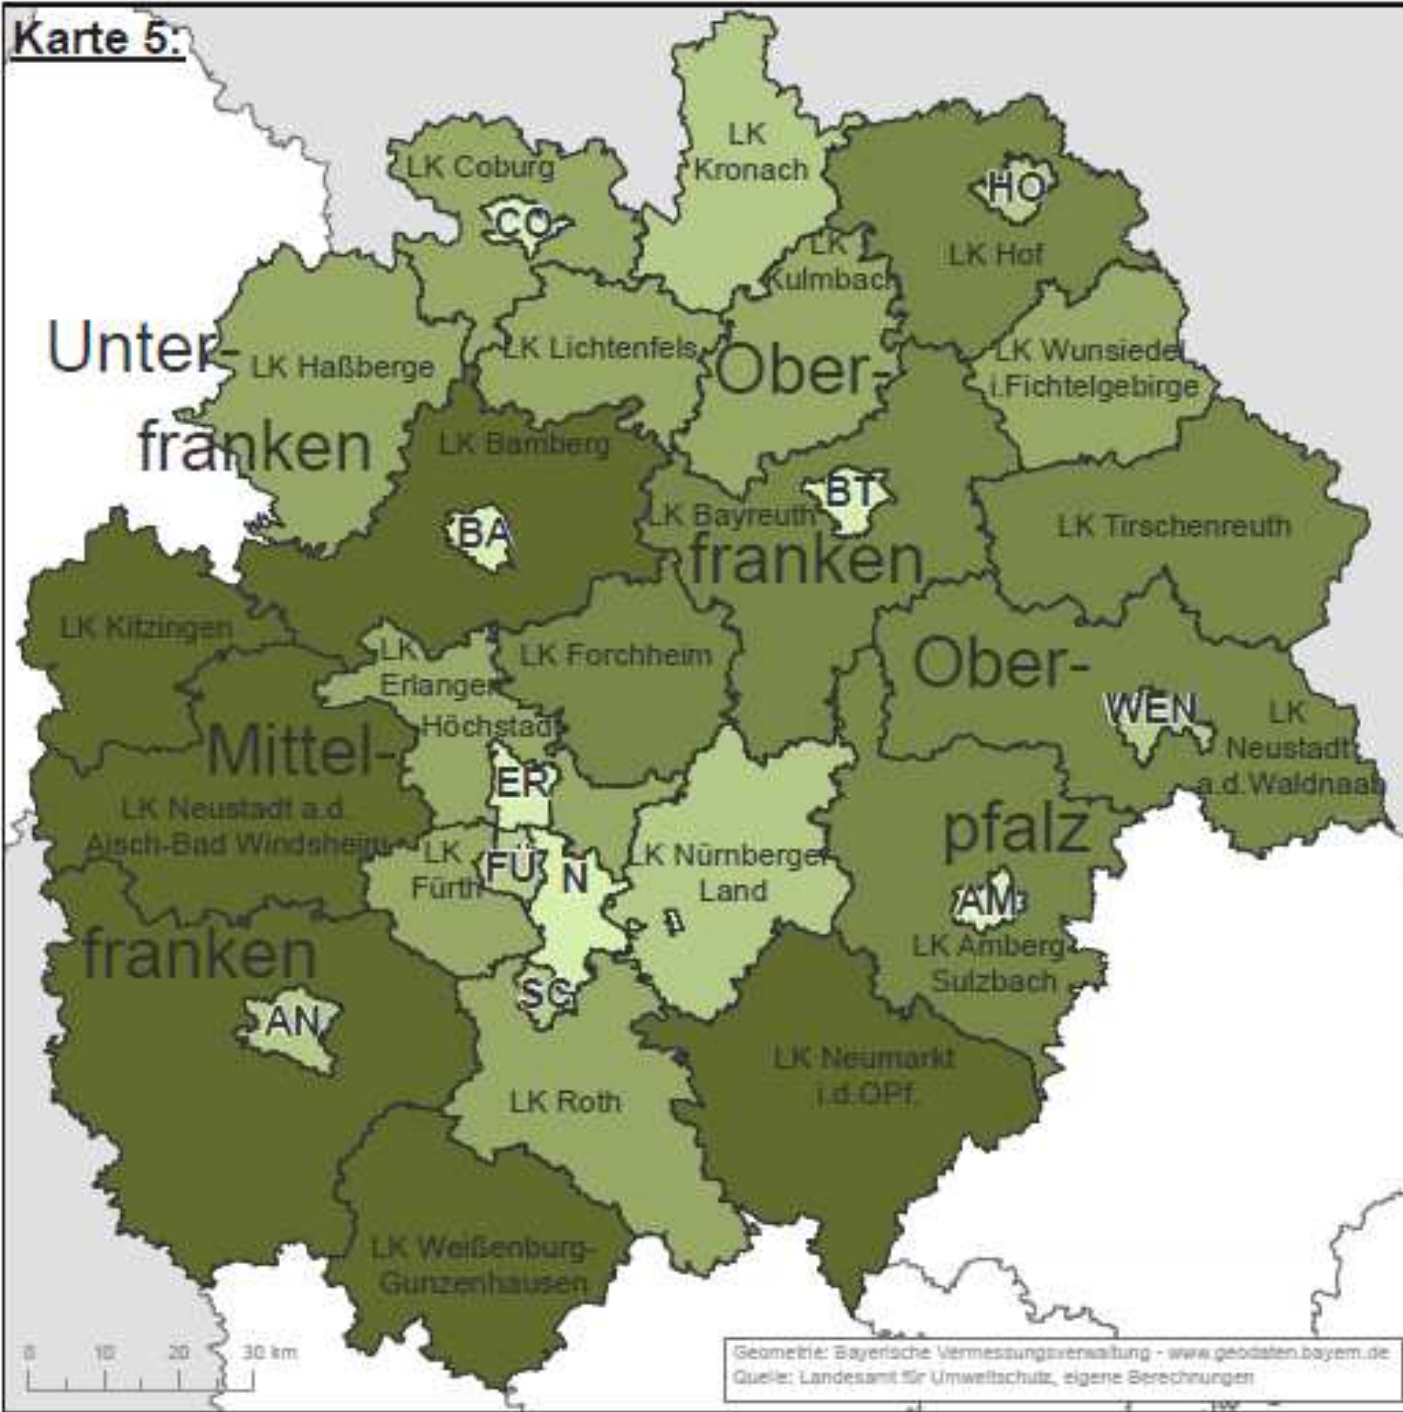 Karte 5:
LK
Kronach
LK Coburg
CO
HO
LK Hof
LK
Kulmbach
Unter-
franken
LK Haßberge
LK Lichtenfels
Ober-
franken
LK Wunsiedel
i.Fichtelgebirge
LK Bamberg
BA
BT
LK Bayreuth
LK Tirschenreuth
LK Kitzingen
LK
Erlangen
Höchstadt
LK Forchheim
Ober-
pfalz
WEN
LK
Neustadt
a.d.Waldnaab
Mittel-
franken
LK Neustadt a.d.
Aisch-Bad Windsheim
ER
LK
Fürth
FÜ
N
LK Nürnberger
Land
AM
LK Amberg-
Sulzbach
SC
AN
LK Roth
LK Neumarkt
i.d.OPf.
LK Weißenburg-
Gunzenhausen
0 10 20 30 km
Geometrie: Bayerische Vermessungsverwaltung - www.geodaten.bayern.de
Quelle: Landesamt für Umweltschutz, eigene Berechnungen